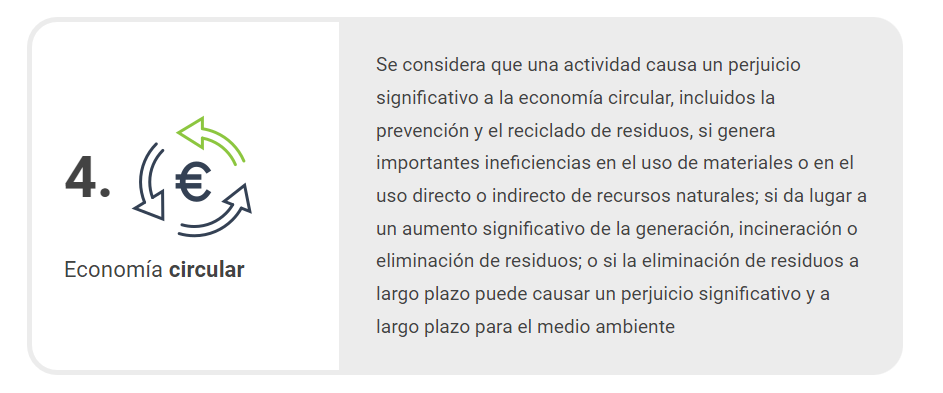 4.
€
Economía circular
Se considera que una actividad causa un perjuicio
significativo a la economía circular, incluidos la
prevención y el reciclado de residuos, si genera
importantes ineficiencias en el uso de materiales o en el
uso directo o indirecto de recursos naturales; si da lugar a
un aumento significativo de la generación, incineración o
eliminación de residuos; o si la eliminación de residuos a
largo plazo puede causar un perjuicio significativo y a
largo plazo para el medio ambiente